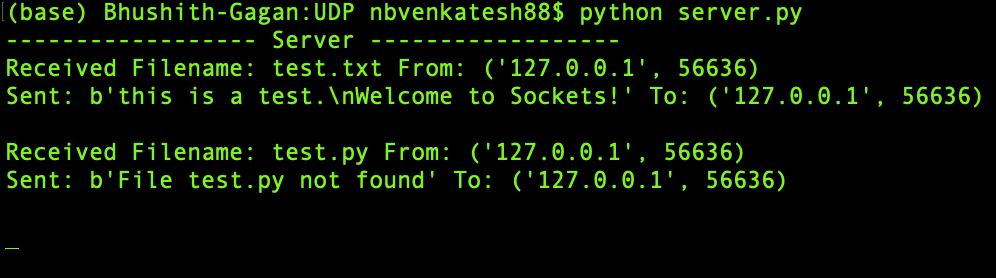 (base) Bhushith-Gagan:UDP nbvenkatesh88$ python server.py
------------------ Server ------------------
Received Filename: test.txt From: ('127.0.0.1', 56636)
Sent: b'this is a test.\nWelcome to Sockets!' To: ('127.0.0.1', 56636)
Received Filename: test.py From: ('127.0.0.1', 56636)
Sent: b'File test.py not found' To: ('127.0.0.1', 56636)